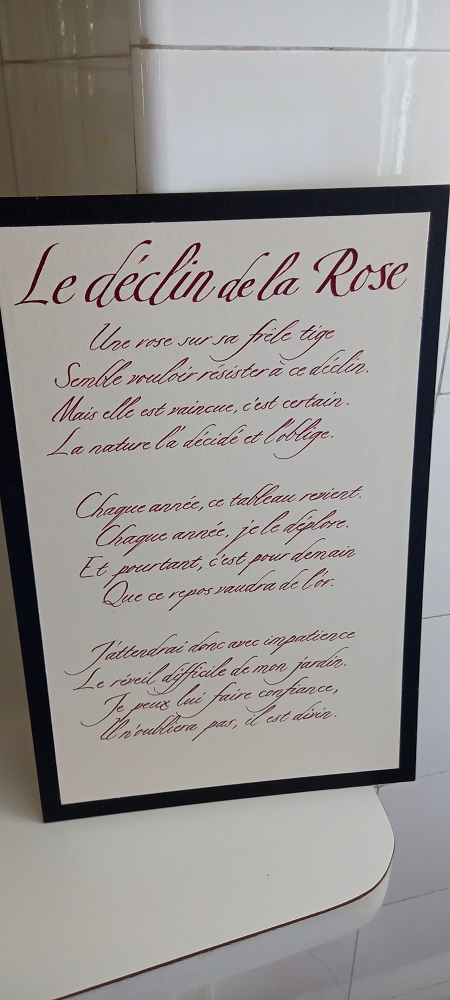 Le déclin de la Rose
Une rose sur sa frêle tige
Semble vouloir résister à ce déclin.
Mais elle est vaincue, c'est certain.
La nature l'a décidé et l'oblige.
Chaque année, ce tableau revient.
Chaque année, je le déplore.
Et pourtant, c'est pour demain
Que ce repos vaudra de l'or.
J'attendrai donc avec impatience
Le réveil difficile de mon jardin.
Je peux lui faire confiance,
Il n'oubliera pas, il est divin.